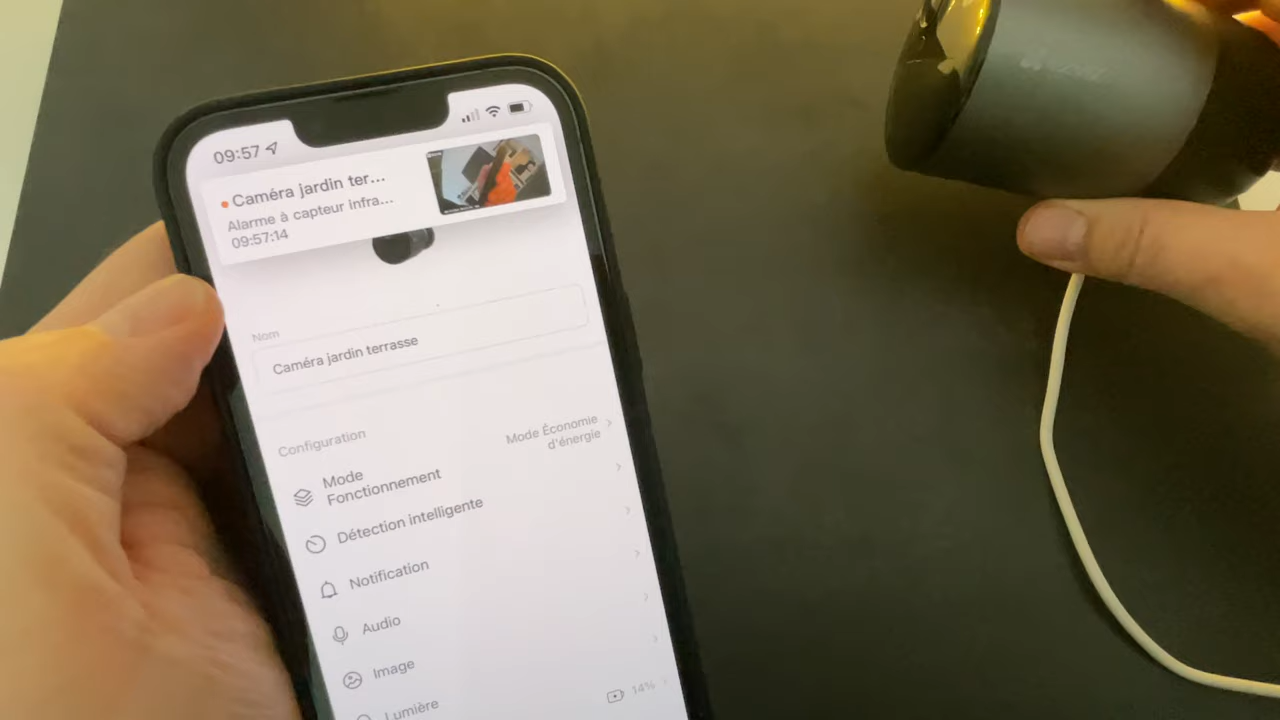 09:57
Caméra jardin ter...
Alarme à capteur infra...
09:57:14
Nom
Caméra jardin terrasse
Configuration
Mode
Fonctionnement
Mode Économie
d'énergie
Détection intelligente
Notification
Audio
Image
Lumière
14%